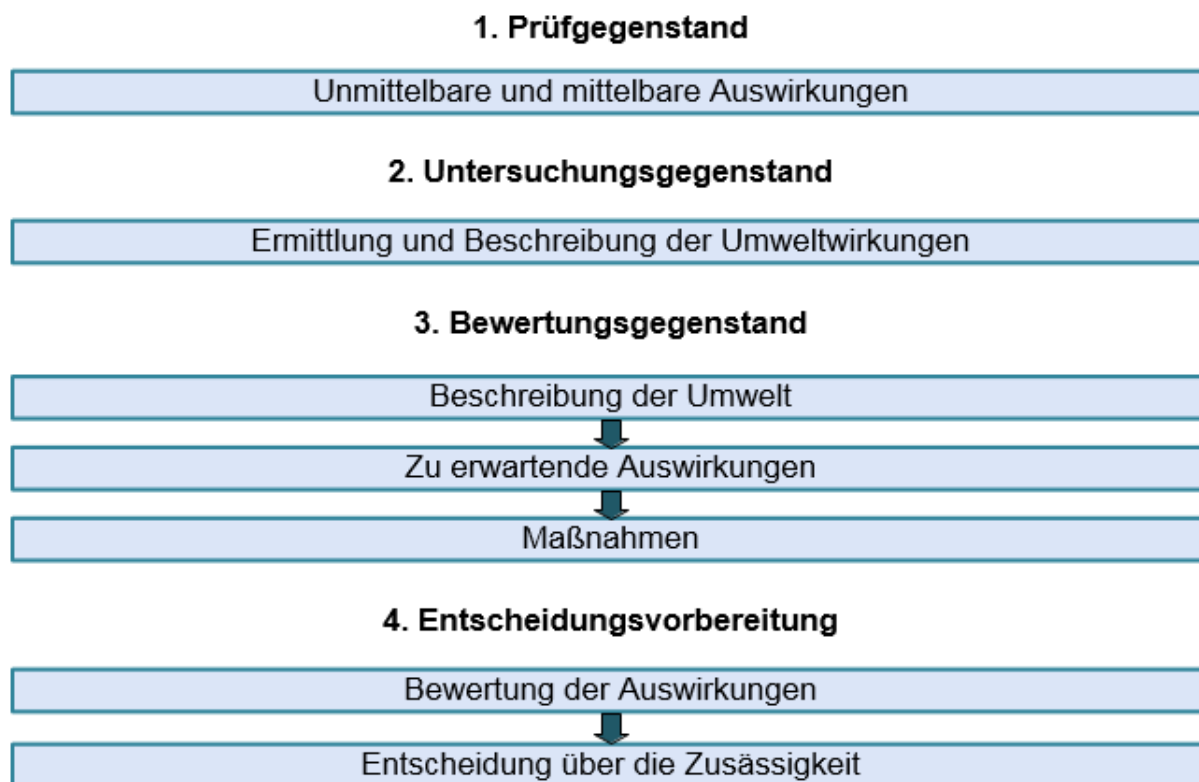 1. Prüfgegenstand
Unmittelbare und mittelbare Auswirkungen
2. Untersuchungsgegenstand
Ermittlung und Beschreibung der Umweltwirkungen
3. Bewertungsgegenstand
Beschreibung der Umwelt
Zu erwartende Auswirkungen
Maßnahmen
4. Entscheidungsvorbereitung
Bewertung der Auswirkungen
Entscheidung über die Zusässigkeit